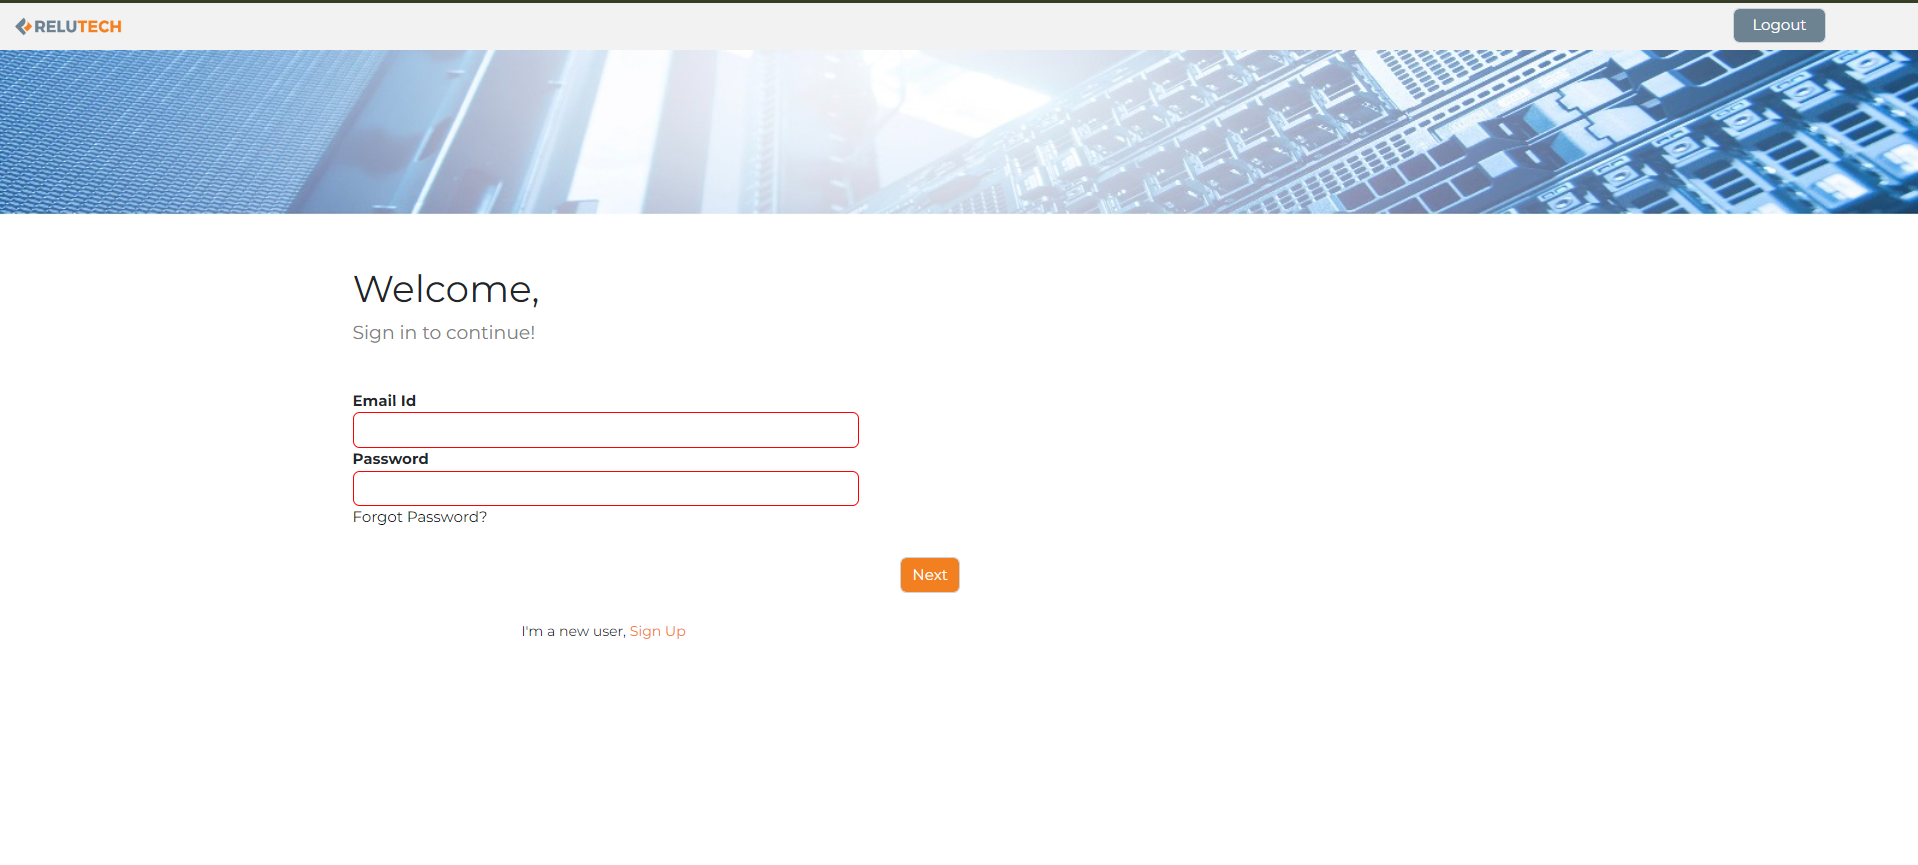 RELUTECH
Logout
Welcome,
Sign in to continue!
Email Id
Password
Forgot Password?
Next
I'm a new user, Sign Up